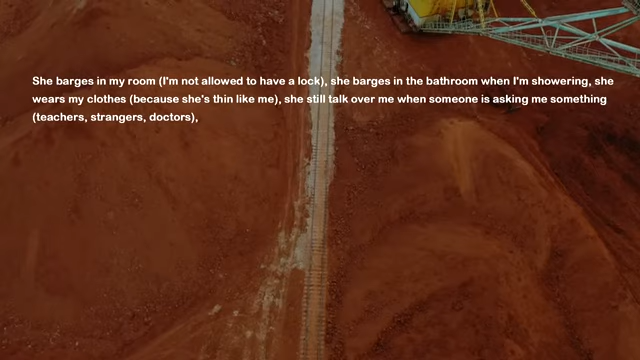 She barges in my room (I'm not allowed to have a lock), she barges in the bathroom when I'm showering, she
wears my clothes (because she's thin like me), she still talk over me when someone is asking me something
(teachers, strangers, doctors),